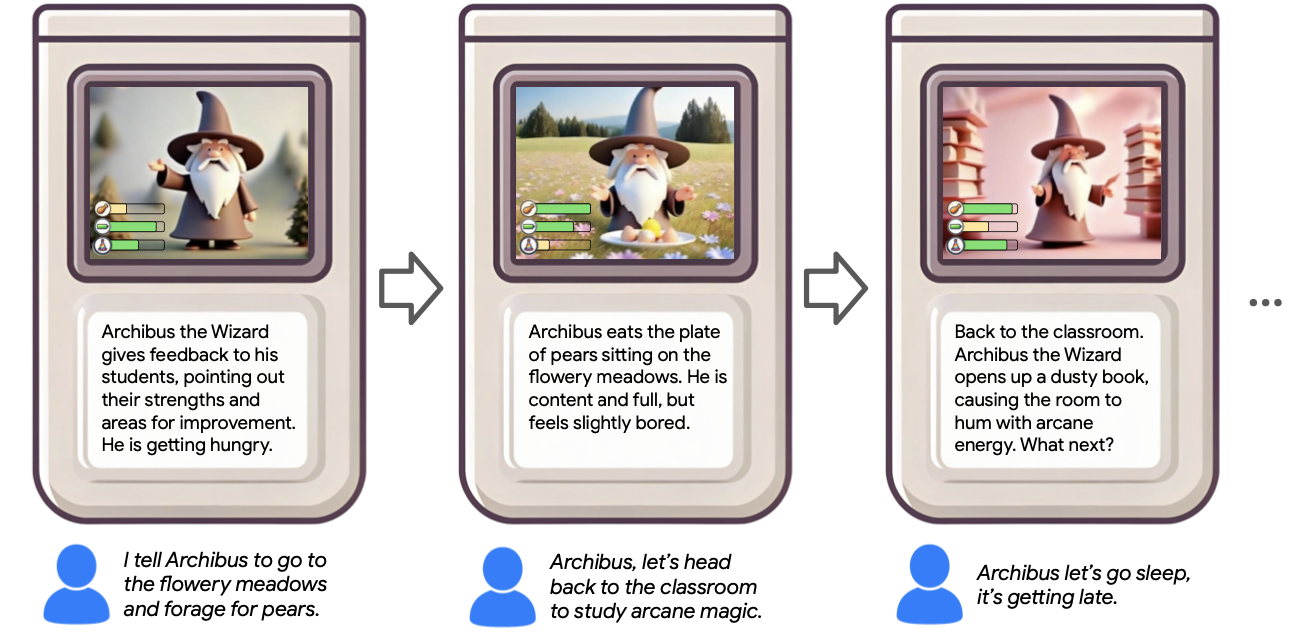 Archibus the Wizard
gives feedback to his
students, pointing out
their strengths and
areas for improvement.
He is getting hungry.
I tell Archibus to go to
the flowery meadows
and forage for pears.
Archibus eats the plate
of pears sitting on the
flowery meadows. He is
content and full, but
feels slightly bored.
Archibus, let's head
back to the classroom
to study arcane magic.
Back to the classroom.
Archibus the Wizard
opens up a dusty book,
causing the room to
hum with arcane
energy. What next?
Archibus let's go sleep,
it's getting late.
...